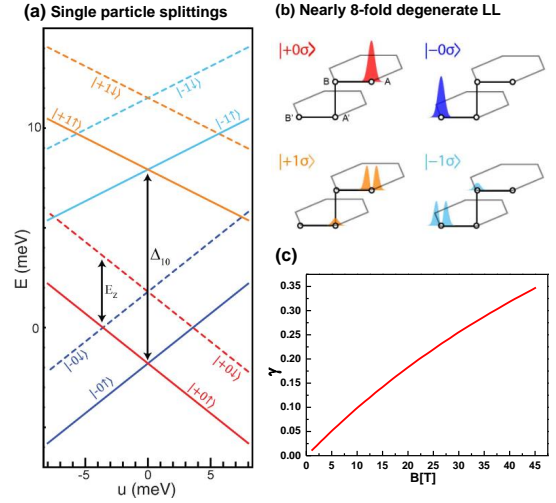 (a) Single particle splittings
(b) Nearly 8-fold degenerate LL
E (meV)
10
0
-5
0
5
u (meV)
|+1↓⟩
|-1↓⟩
|+1↑⟩
|-1↑⟩
Δ₁₀
E_Z
|-0↓⟩
|+0↓⟩
|-0↑⟩
|+0↑⟩
|+0σ⟩
B
A
B'
A'
|−0σ⟩
|+1σ⟩
|−1σ⟩
(c)
γ
0.35
0.30
0.25
0.20
0.15
0.10
0.05
0.00
0 5 10 15 20 25 30 35 40 45
B[T]